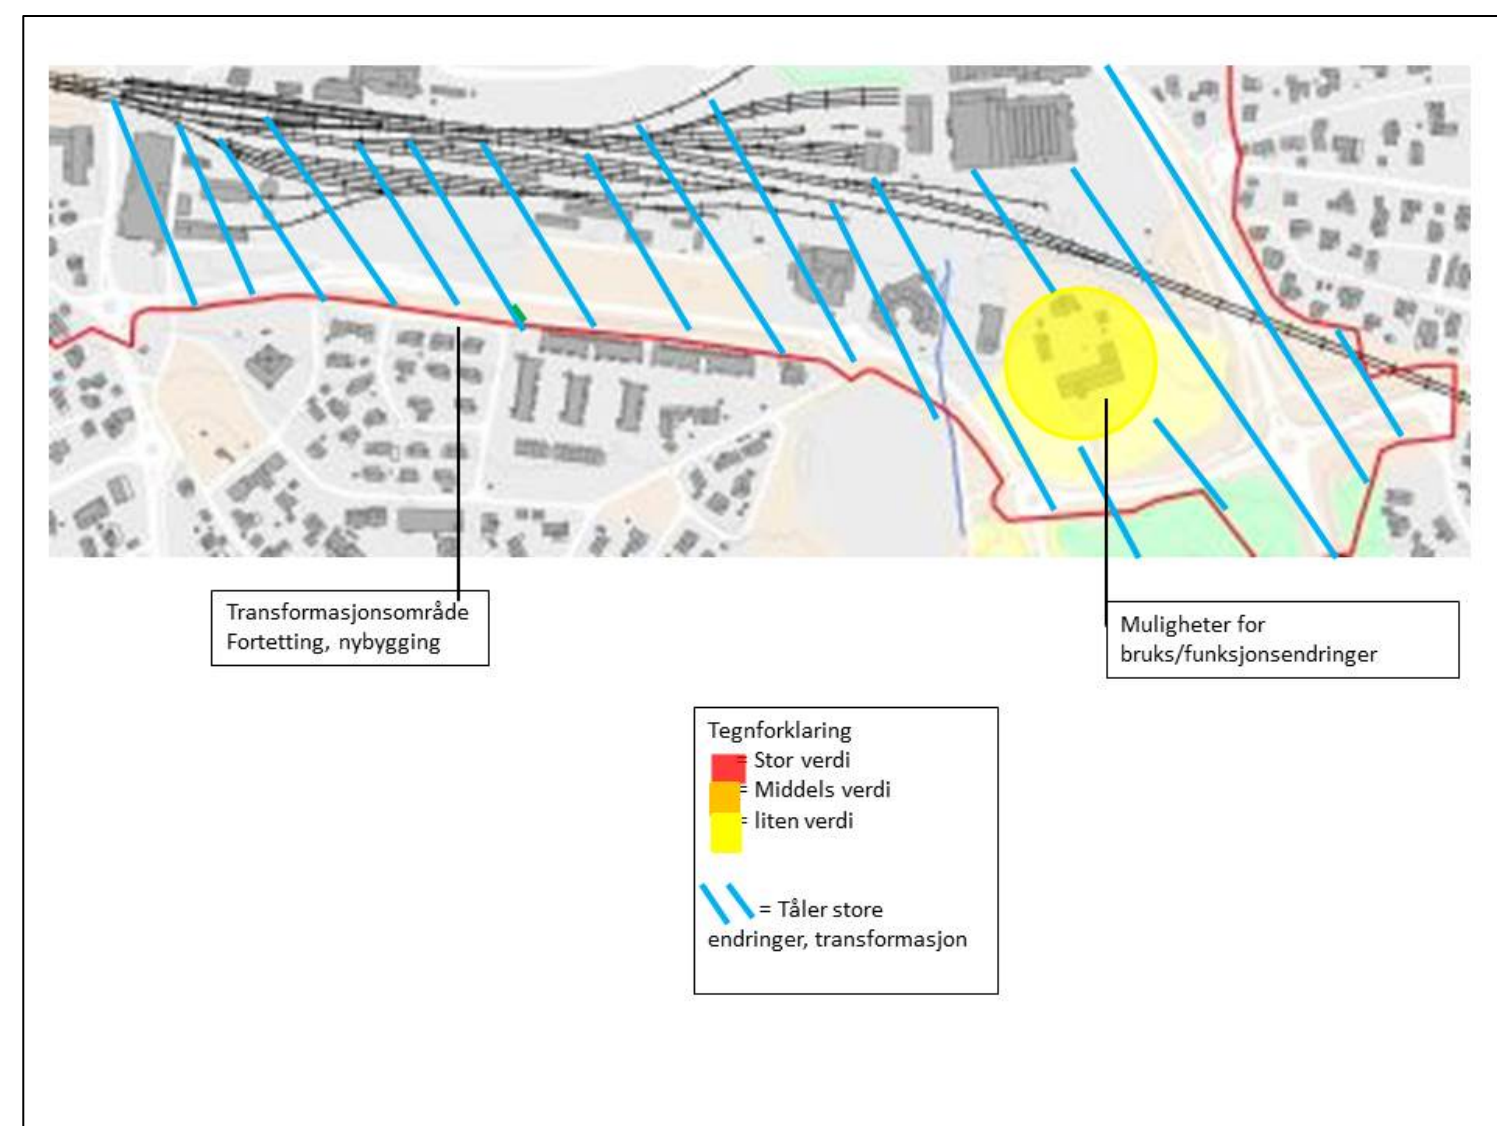 Transformasjonsområde
Fortetting, nybygging
Muligheter for
bruks/funksjonsendringer
Tegnforklaring
= Stor verdi
= Middels verdi
= liten verdi
= Tåler store
endringer, transformasjon